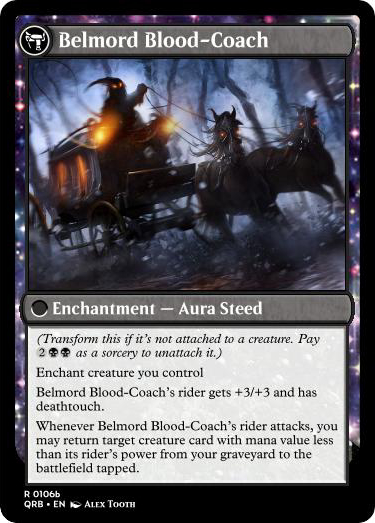 Belmord Blood-Coach
Enchantment — Aura Steed
(Transform this if it's not attached to a creature. Pay
2 as a sorcery to unattach it.)
Enchant creature you control
Belmord Blood-Coach's rider gets +3/+3 and has
deathtouch.
Whenever Belmord Blood-Coach's rider attacks, you
may return target creature card with mana value less
than its rider's power from your graveyard to the
battlefield tapped.
R 0106b
QRB • EN Alex Tooth